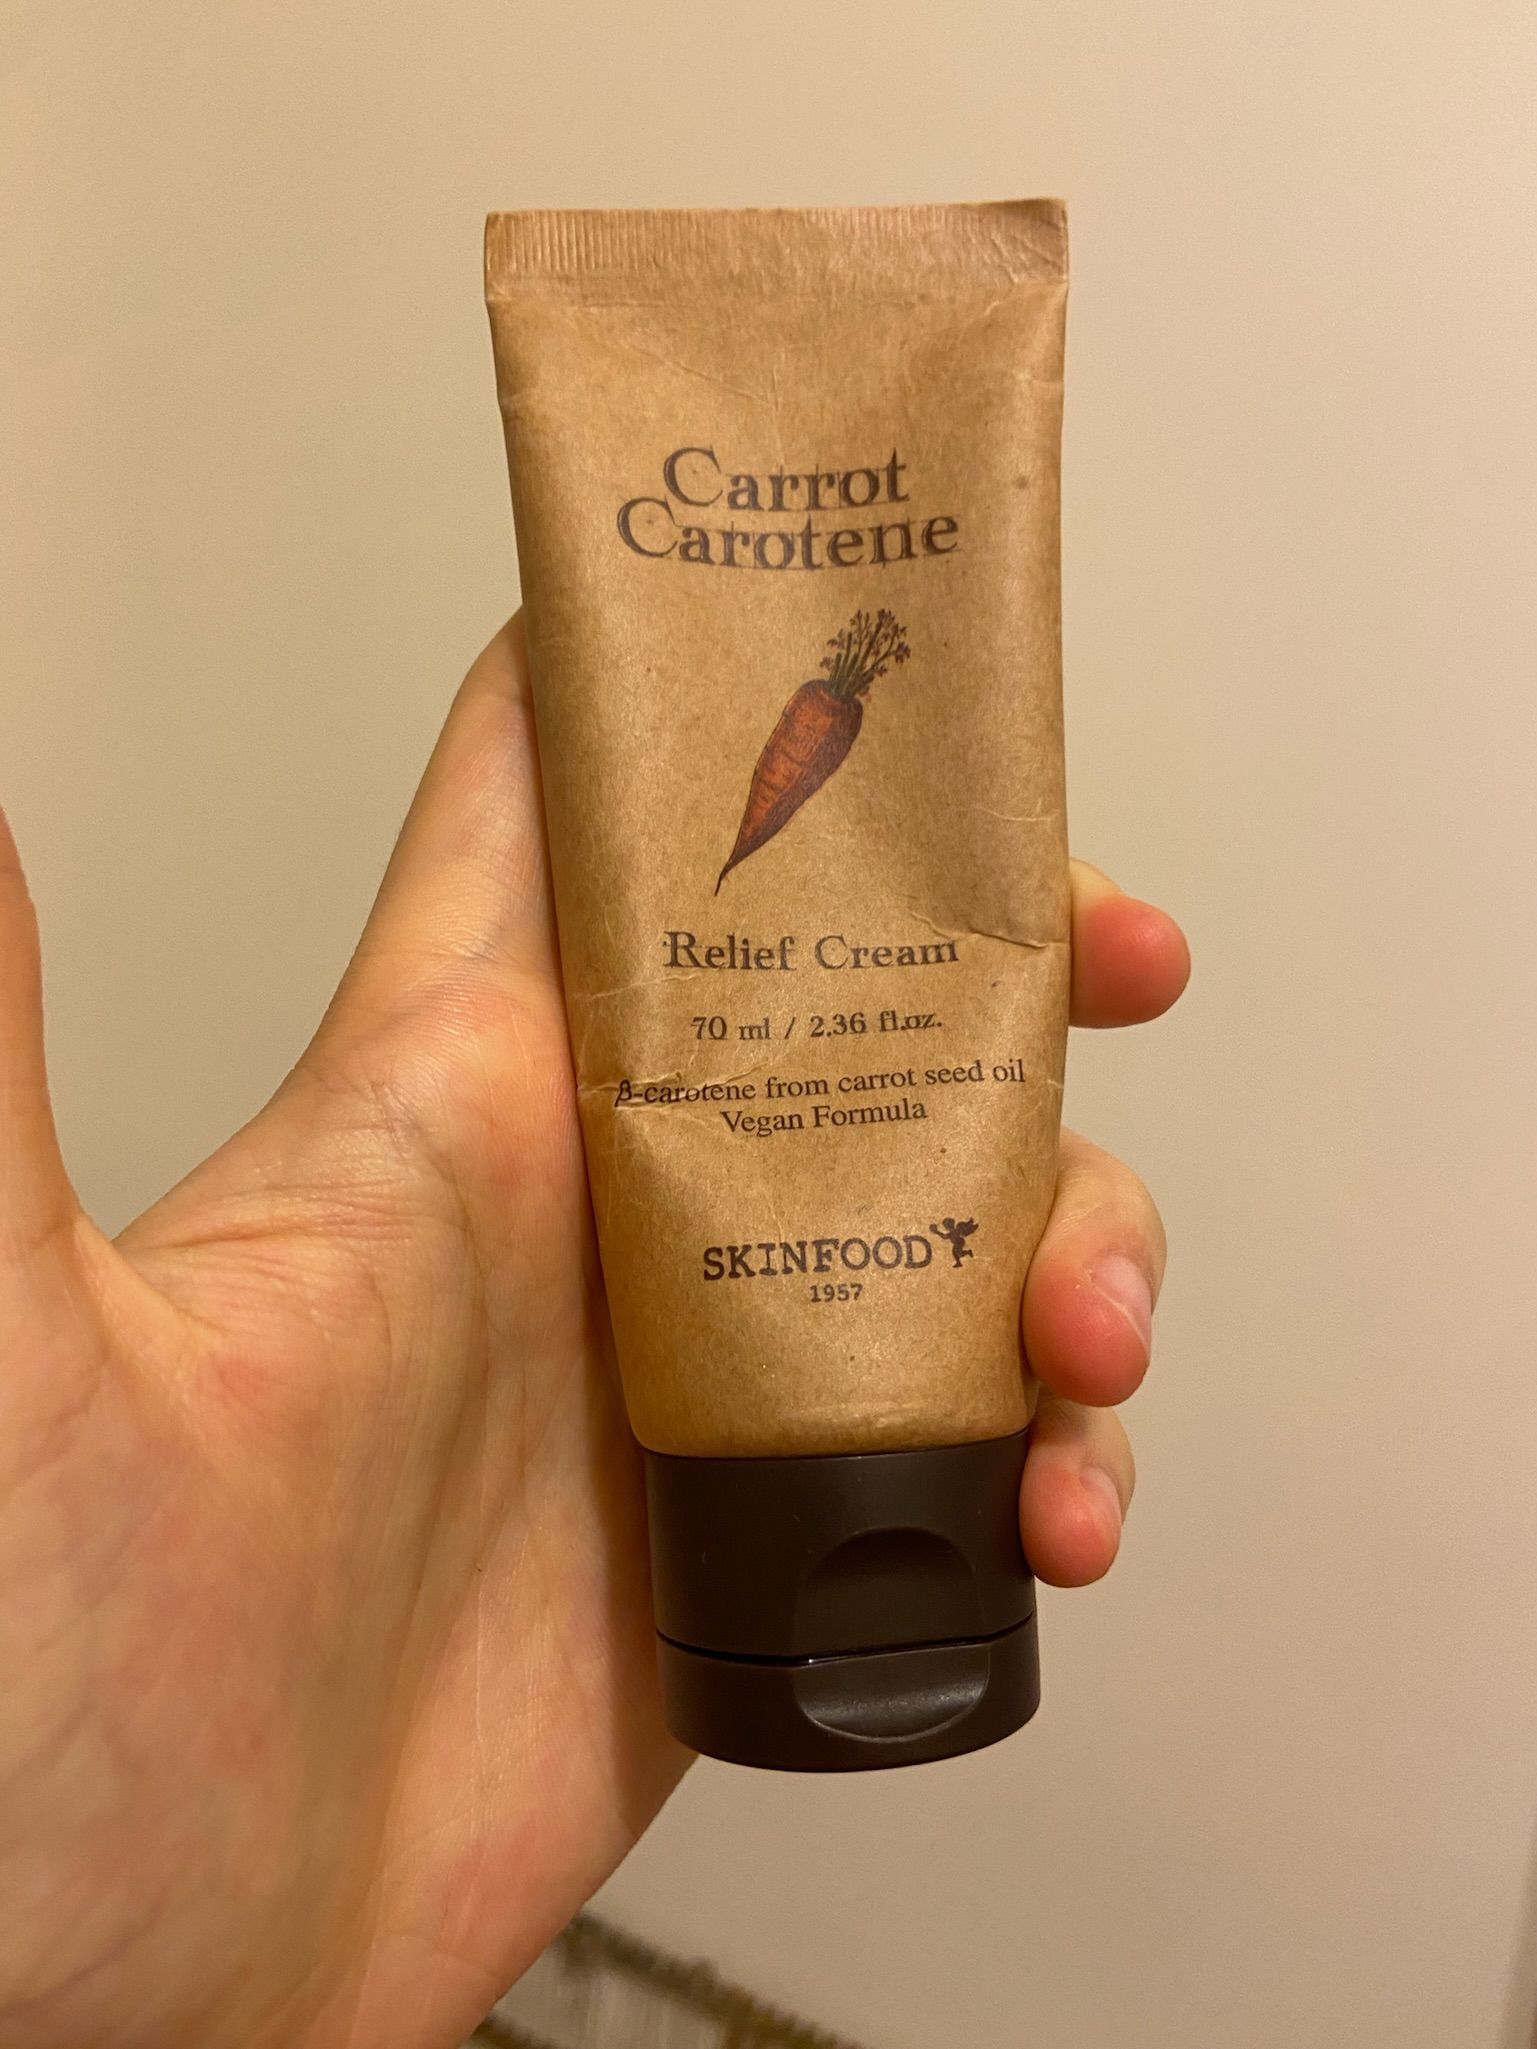 Carrot
Carotene
Relief Cream
70 ml / 2.36 fl.oz.
β-carotene from carrot seed oil
Vegan Formula
SKINFOOD
1957